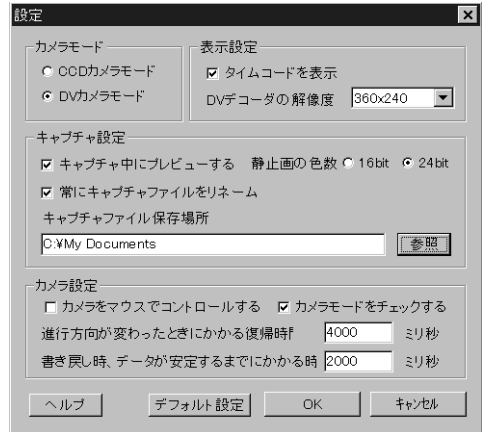 設定
カメラモード
CCDカメラモード
DVカメラモード
表示設定
タイムコードを表示
DVデコーダの解像度 360x240
キャプチャ設定
キャプチャ中にプレビューする 静止画の色数 16bit 24bit
常にキャプチャファイルをリネーム
キャプチャファイル保存場所
C:¥My Documents 参照
カメラ設定
カメラをマウスでコントロールする カメラモードをチェックする
進行方向が変わったときにかかる復帰時 4000 ミリ秒
書き戻し時、データが安定するまでにかかる時 2000 ミリ秒
ヘルプ デフォルト設定 OK キャンセル